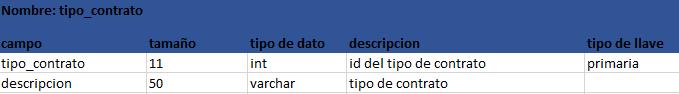 Nombre: tipo_contrato
campo tamaño tipo de dato descripcion tipo de llave
tipo_contrato 11 int id del tipo de contrato primaria
descripcion 50 varchar tipo de contrato